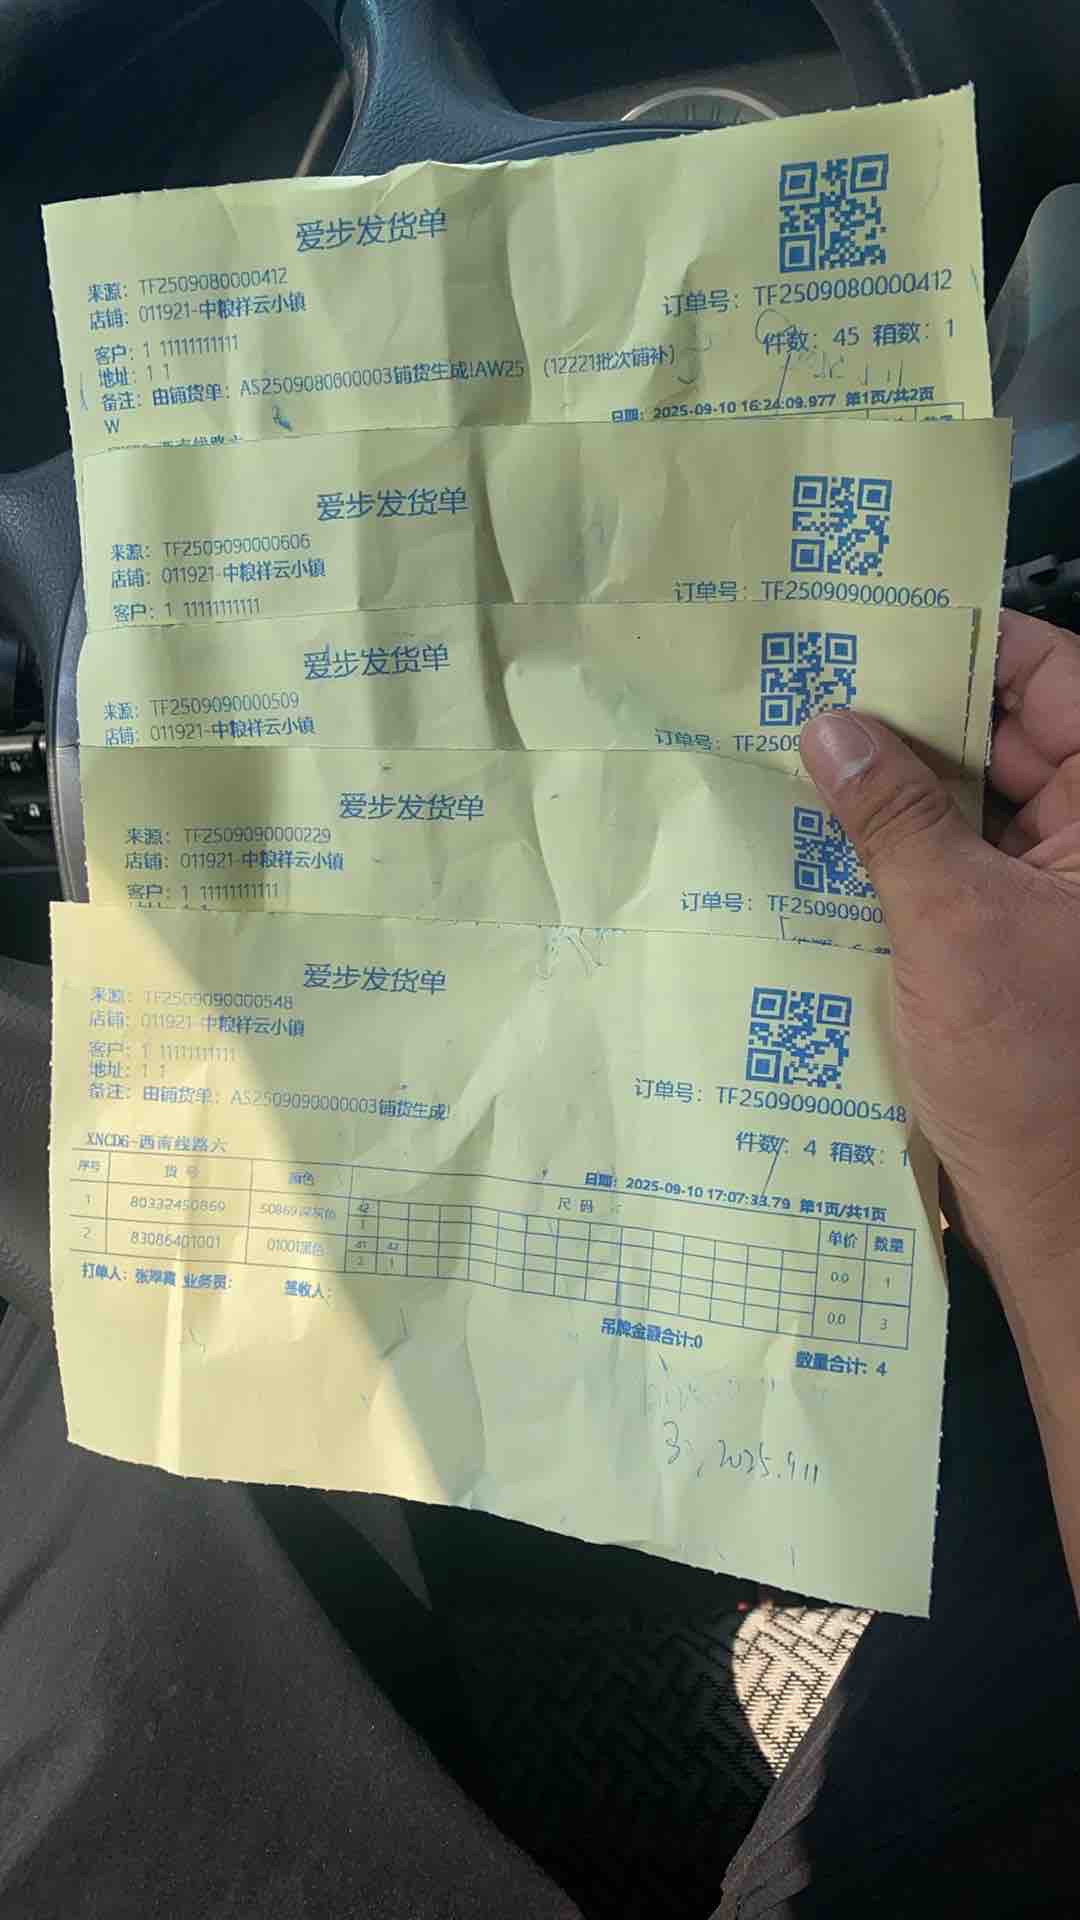 爱步发货单
来源：TF2509080000412
店铺：011921-中粮祥云小镇
订单号：TF2509080000412
客户：1 11111111111
件数：45 箱数：1
地址：1 1
备注：由铺货单：AS2509080000003铺货生成!AW25 (12221批次铺补)
W
日期：2025-09-10 16:24:09.977 第1页/共2页
爱步发货单
来源：TF2509090000606
店铺：011921-中粮祥云小镇
订单号：TF2509090000606
客户：1 11111111111
爱步发货单
来源：TF2509090000509
店铺：011921-中粮祥云小镇
订单号：TF250
爱步发货单
来源：TF2509090000229
店铺：011921-中粮祥云小镇
客户：1 11111111111
订单号：TF25090900
爱步发货单
来源：TF2509090000548
店铺：011921-中粮祥云小镇
客户：1 11111111111
地址：1 1
订单号：TF2509090000548
备注：由铺货单：AS2509090000003铺货生成!
件数：4 箱数：1
XNCD6-西南线路六
日期：2025-09-10 17:07:33.79 第1页/共1页
序号 货号 颜色 尺码 单价 数量
1 80332450869 50869深灰色 42 0.0 1
1
2 83086401001 01001黑色 41 42 0.0 3
2 1
打单人：张翠霞 业务员： 签收人：
吊牌金额合计:0
数量合计: 4
2025.9.11